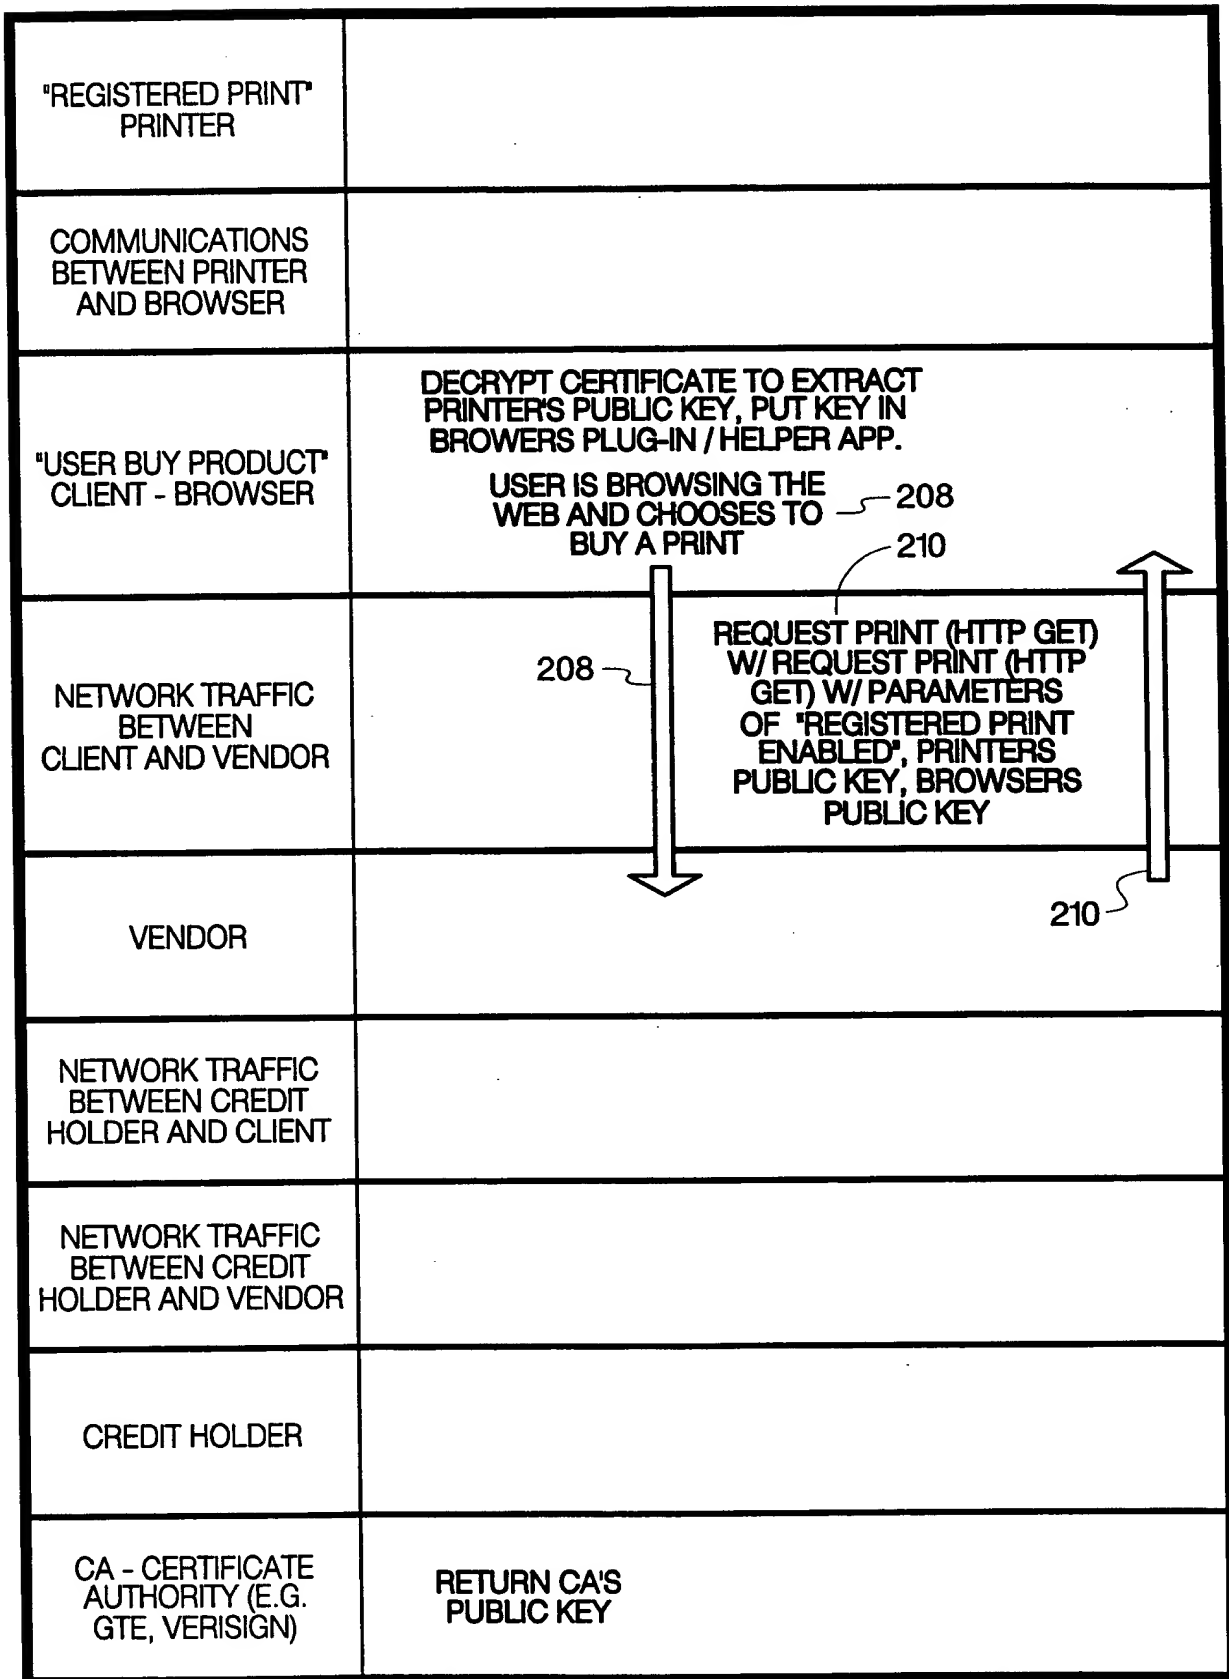 "REGISTERED PRINT"
PRINTER
COMMUNICATIONS
BETWEEN PRINTER
AND BROWSER
"USER BUY PRODUCT"
CLIENT - BROWSER
DECRYPT CERTIFICATE TO EXTRACT
PRINTER'S PUBLIC KEY, PUT KEY IN
BROWERS PLUG-IN / HELPER APP.
USER IS BROWSING THE
WEB AND CHOOSES TO
BUY A PRINT
208
210
NETWORK TRAFFIC
BETWEEN
CLIENT AND VENDOR
208
REQUEST PRINT (HTTP GET)
W/ REQUEST PRINT (HTTP
GET) W/ PARAMETERS
OF "REGISTERED PRINT
ENABLED", PRINTERS
PUBLIC KEY, BROWSERS
PUBLIC KEY
VENDOR
210
NETWORK TRAFFIC
BETWEEN CREDIT
HOLDER AND CLIENT
NETWORK TRAFFIC
BETWEEN CREDIT
HOLDER AND VENDOR
CREDIT HOLDER
CA - CERTIFICATE
AUTHORITY (E.G.
GTE, VERISIGN)
RETURN CA'S
PUBLIC KEY